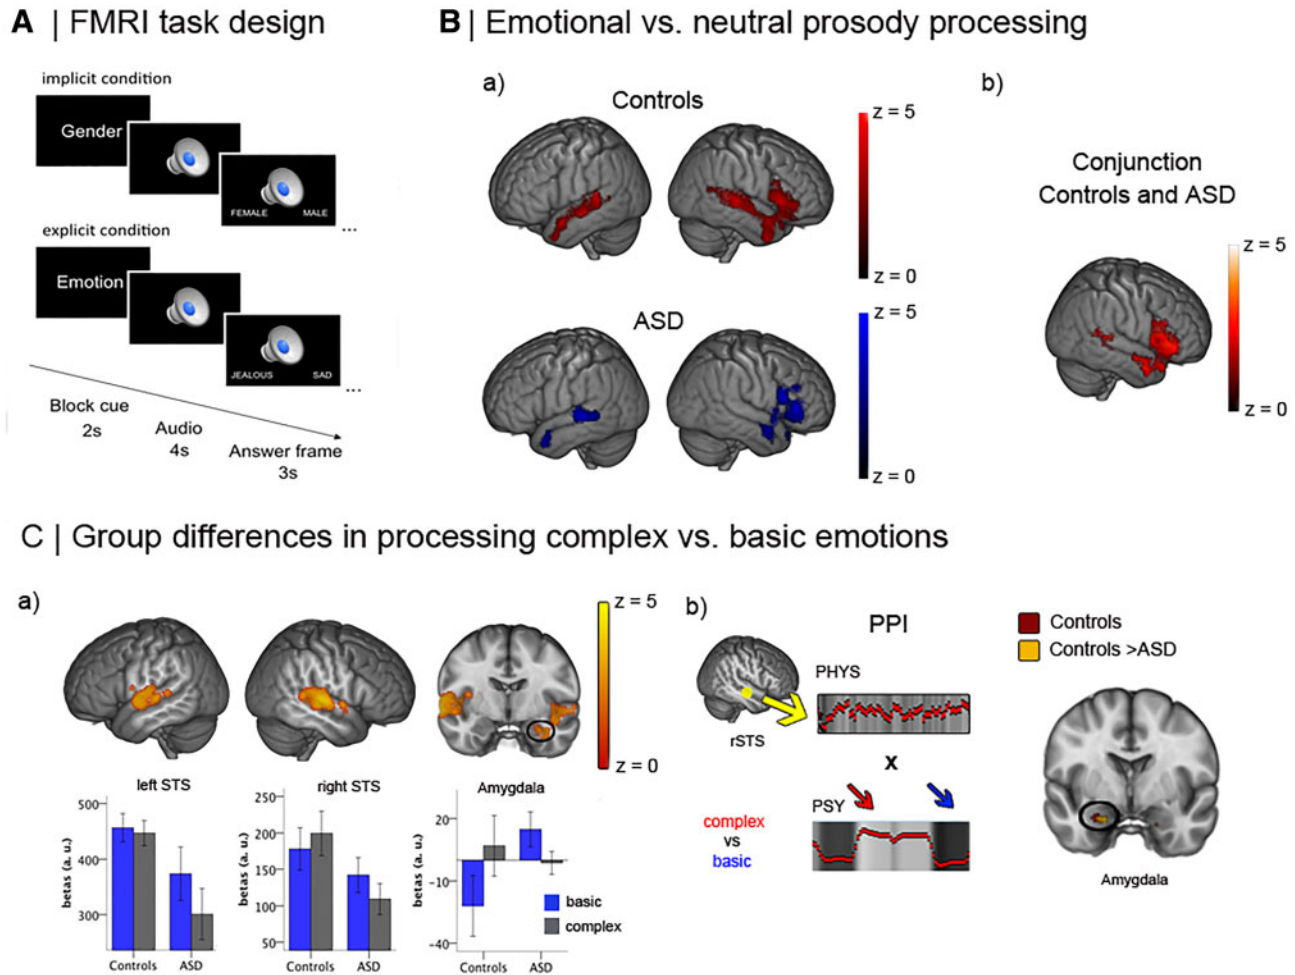 A | FMRI task design
implicit condition
Gender
FEMALE MALE
...
explicit condition
Emotion
JEALOUS SAD
...
Block cue
2s
Audio
4s
Answer frame
3s
B | Emotional vs. neutral prosody processing
a)
Controls
z = 5
z = 0
ASD
z = 5
z = 0
b)
Conjunction
Controls and ASD
z = 5
z = 0
C | Group differences in processing complex vs. basic emotions
a)
z = 5
z = 0
left STS
betas (a. u.)
500
400
300
Controls ASD
right STS
betas (a. u.)
250
200
150
100
50
Controls ASD
Amygdala
betas (a. u.)
20
-10
-40
Controls ASD
basic
complex
b)
PPI
PHYS
rSTS
x
PSY
complex
vs
basic
Controls
Controls >ASD
Amygdala